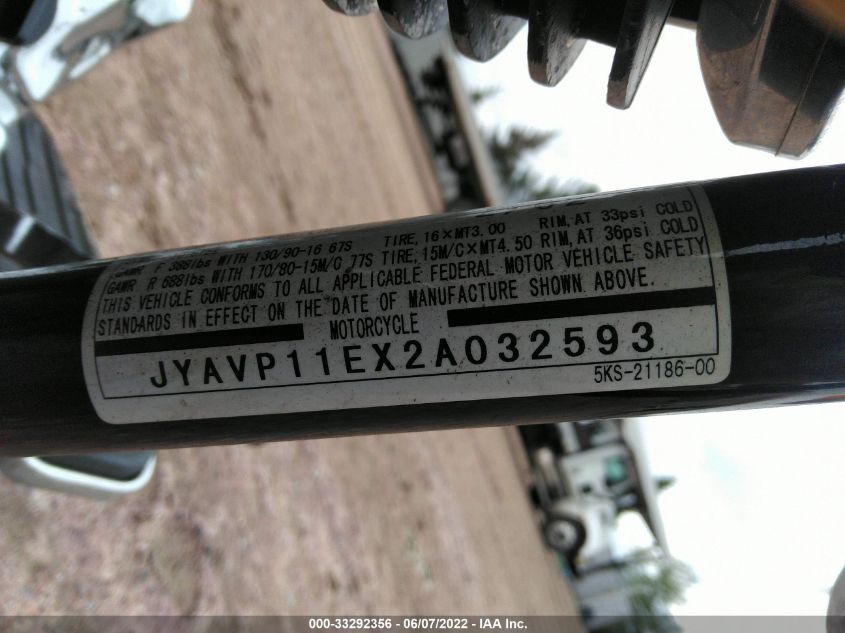 GAWR F 386lbs WITH 130/90-16 67S TIRE, 16×MT3.00 RIM, AT 33psi COLD
GAWR R 688lbs WITH 170/80-15M/C 77S TIRE, 15M/C×MT4.50 RIM, AT 36psi COLD
THIS VEHICLE CONFORMS TO ALL APPLICABLE FEDERAL MOTOR VEHICLE SAFETY
STANDARDS IN EFFECT ON THE DATE OF MANUFACTURE SHOWN ABOVE.
MOTORCYCLE
JYAVP11EX2A032593
5KS-21186-00
000-33292356 - 06/07/2022 - IAA Inc.